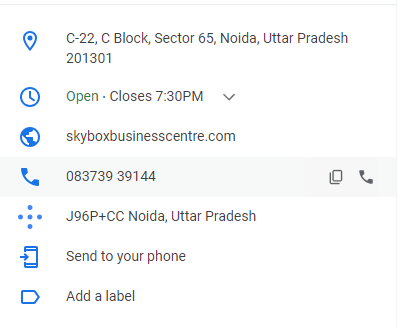 C-22, C Block, Sector 65, Noida, Uttar Pradesh
201301
Open · Closes 7:30PM
skyboxbusinesscentre.com
083739 39144
J96P+CC Noida, Uttar Pradesh
Send to your phone
Add a label